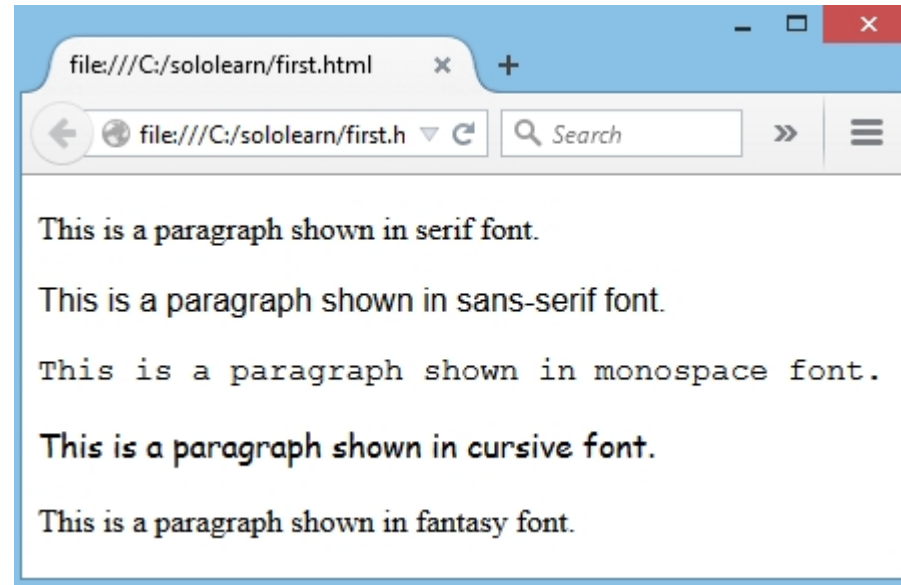 file:///C:/sololearn/first.html
file:///C:/sololearn/first.h
Search
This is a paragraph shown in serif font.
This is a paragraph shown in sans-serif font.
This is a paragraph shown in monospace font.
This is a paragraph shown in cursive font.
This is a paragraph shown in fantasy font.